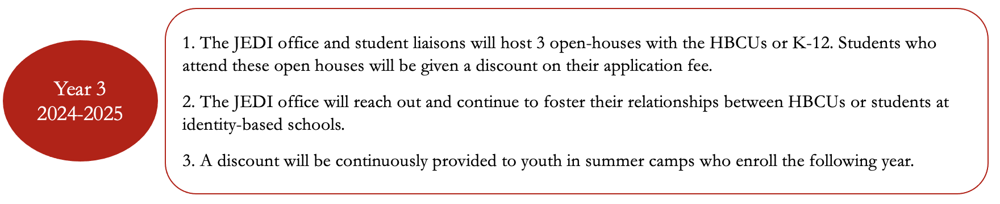 Year 3
2024-2025
1. The JEDI office and student liaisons will host 3 open-houses with the HBCUs or K-12. Students who
attend these open houses will be given a discount on their application fee.
2. The JEDI office will reach out and continue to foster their relationships between HBCUs or students at
identity-based schools.
3. A discount will be continuously provided to youth in summer camps who enroll the following year.